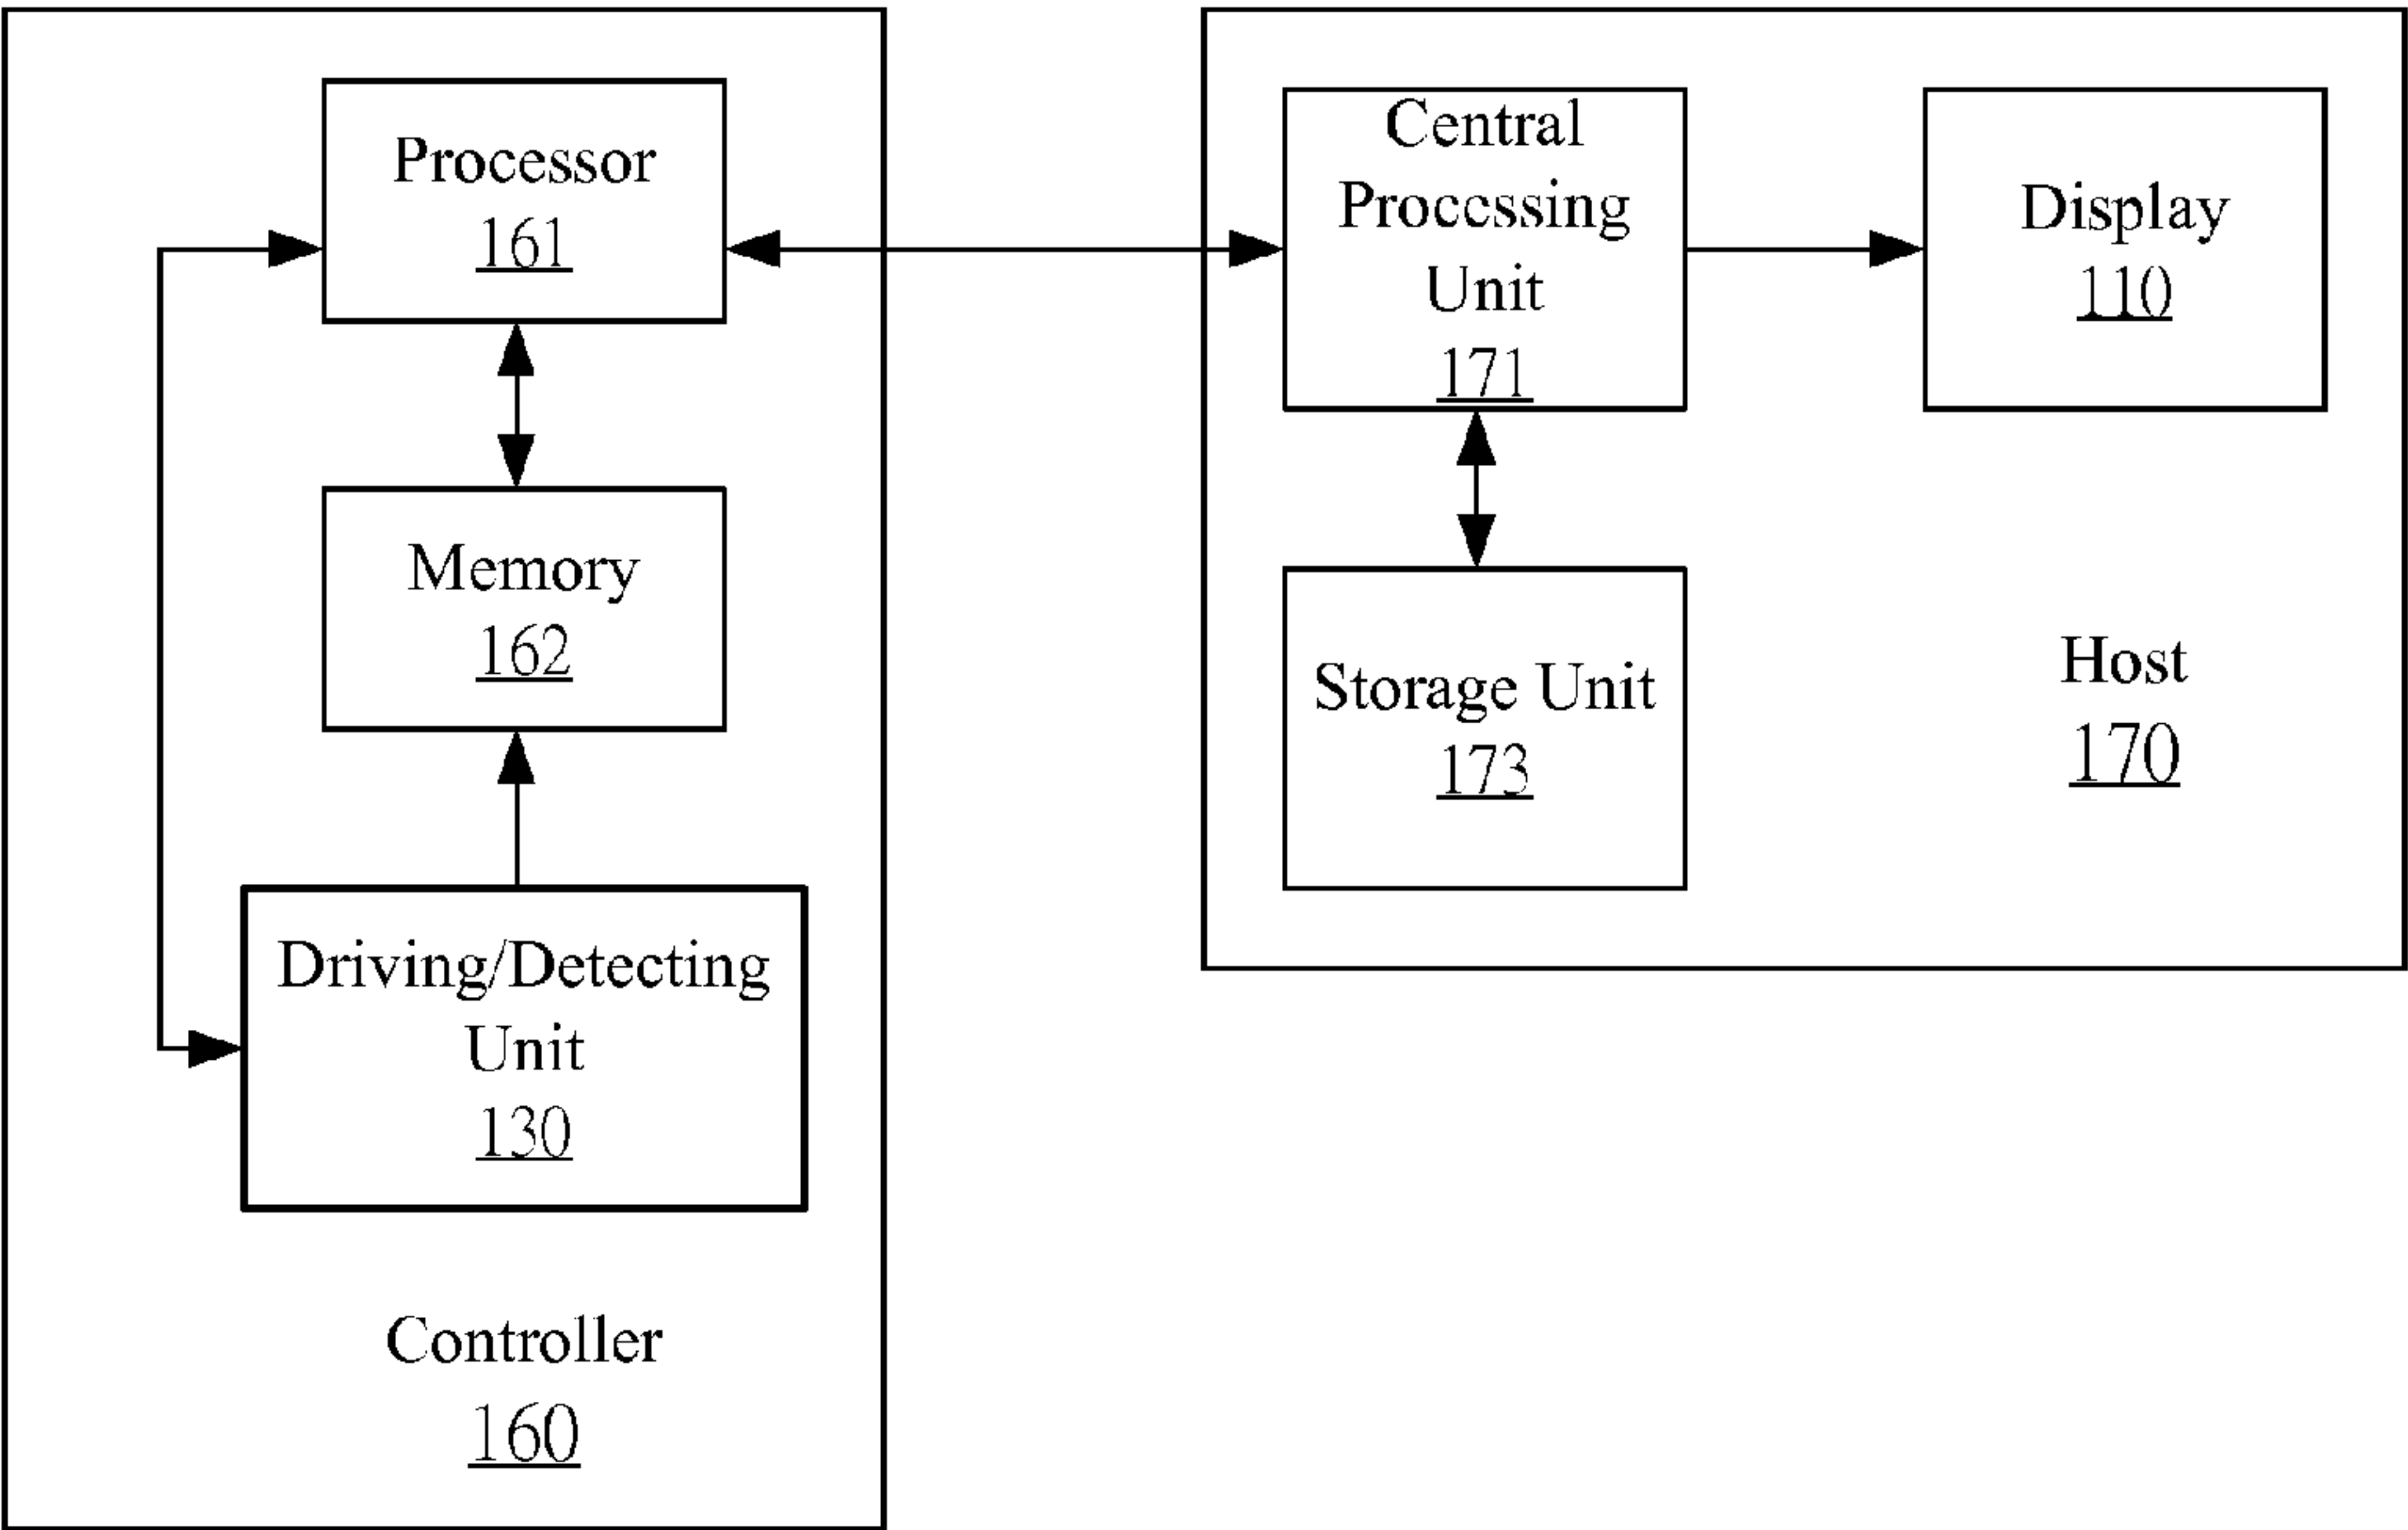 Processor
161
Memory
162
Driving/Detecting
Unit
130
Controller
160
Central
Processing
Unit
171
Display
110
Storage Unit
173
Host
170